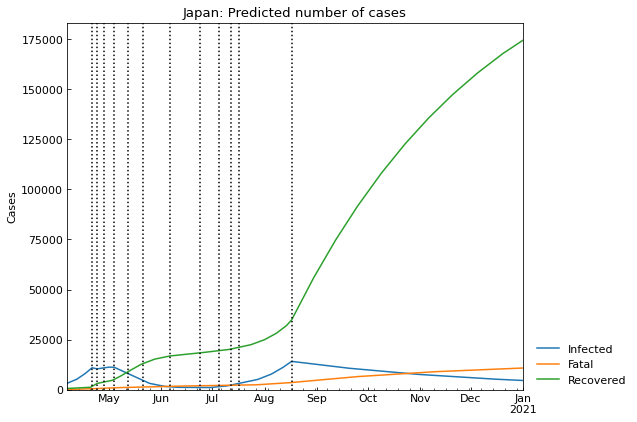 Japan: Predicted number of cases
Cases
175000
150000
125000
100000
75000
50000
25000
0
May Jun Jul Aug Sep Oct Nov Dec Jan
2021
Infected
Fatal
Recovered